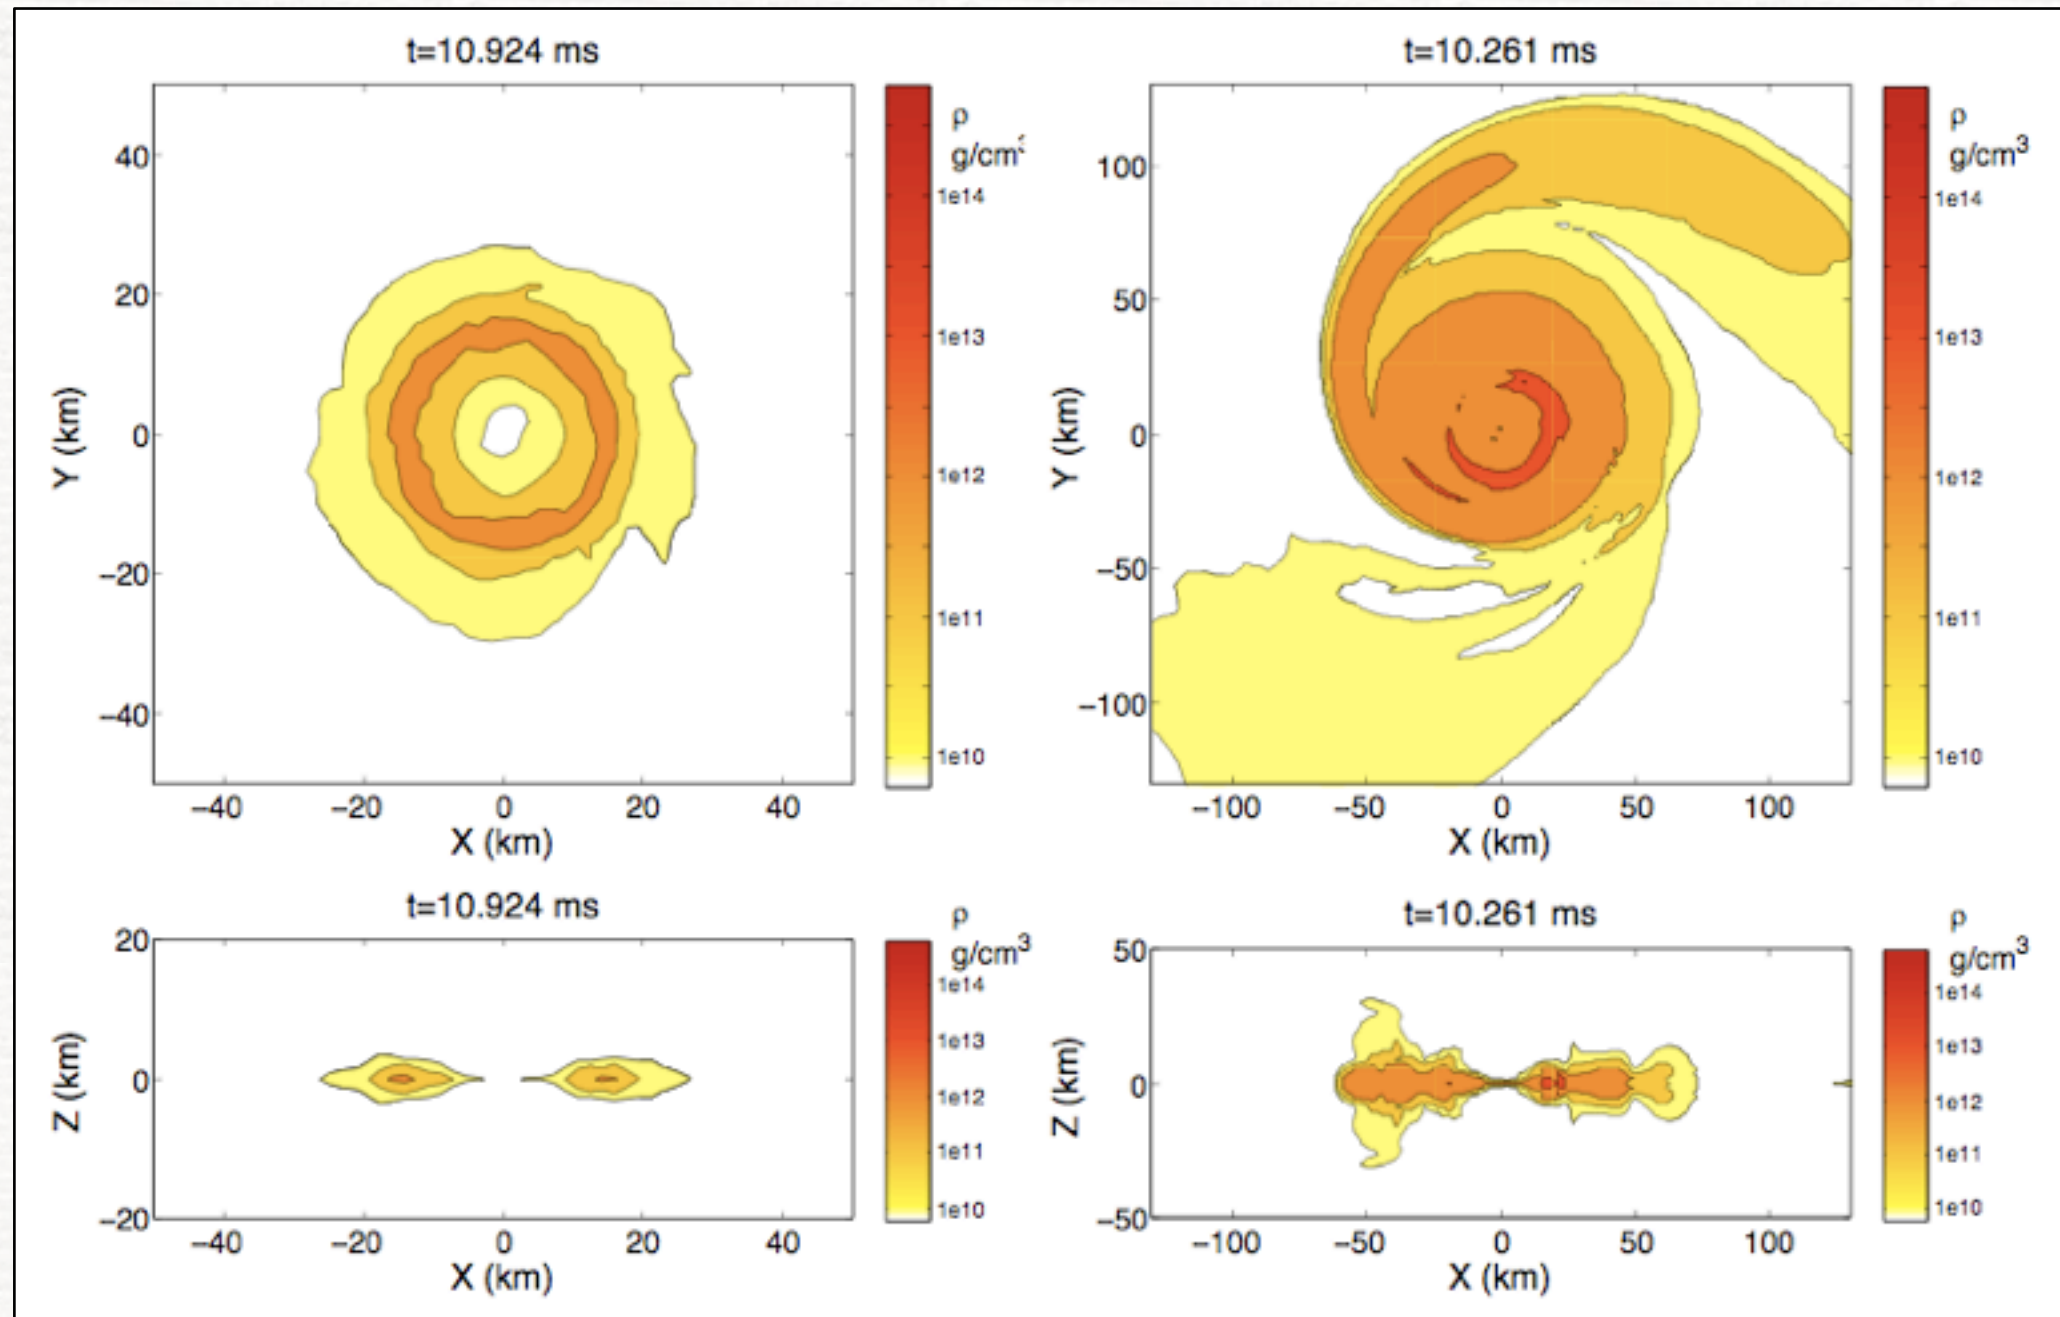 t=10.924 ms
ρ
g/cm
1e14
1e13
1e12
1e11
1e10
40
20
0
−20
−40
Y (km)
−40 −20 0 20 40
X (km)
t=10.261 ms
ρ
g/cm³
1e14
1e13
1e12
1e11
1e10
100
50
0
−50
−100
Y (km)
−100 −50 0 50 100
X (km)
t=10.924 ms
ρ
g/cm³
1e14
1e13
1e12
1e11
1e10
20
0
−20
Z (km)
−40 −20 0 20 40
X (km)
t=10.261 ms
ρ
g/cm³
1e14
1e13
1e12
1e11
1e10
50
0
−50
Z (km)
−100 −50 0 50 100
X (km)